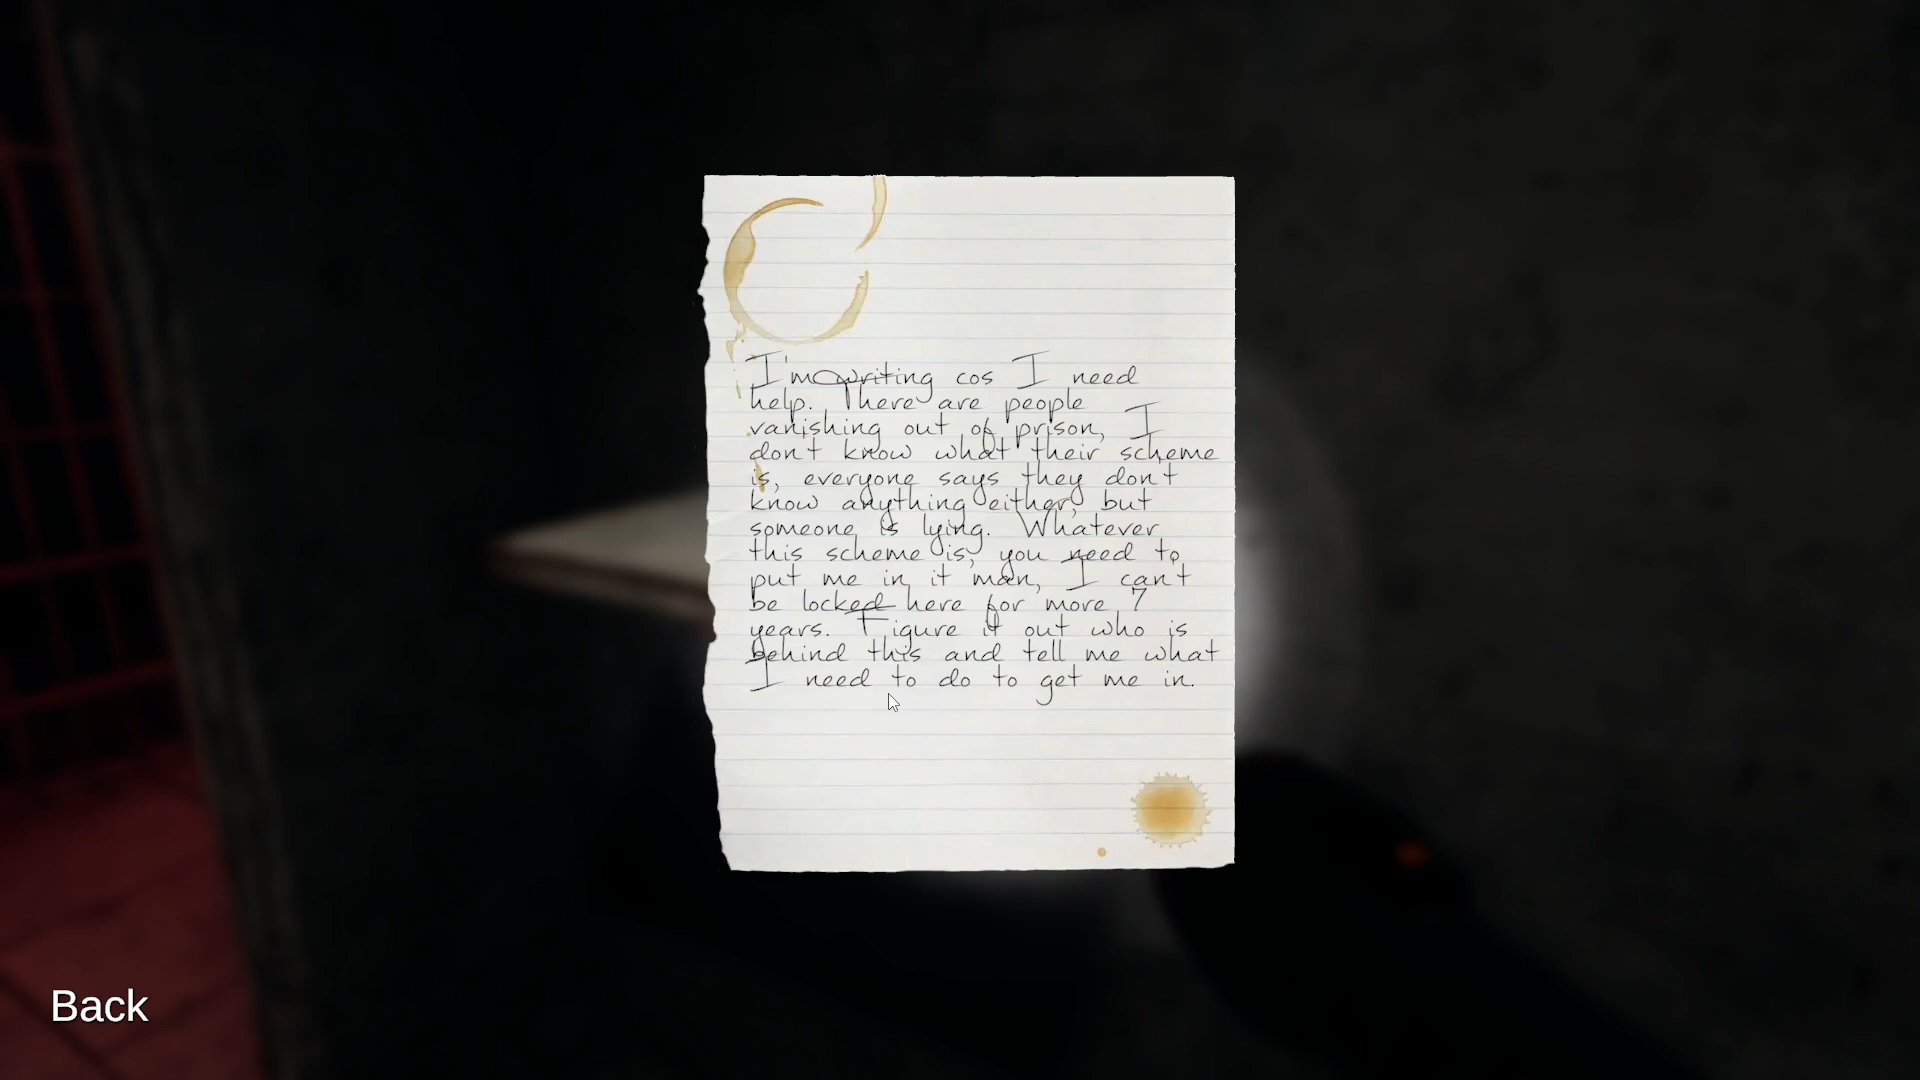 I'm writing cos I need
help. There are people
vanishing out of prison, I
don't know what their scheme
is, everyone says they don't
know anything either, but
someone is lying. Whatever
this scheme is, you need to
put me in it man, I can't
be locked here for more 7
years. Figure it out who is
behind this and tell me what
I need to do to get me in.
Back